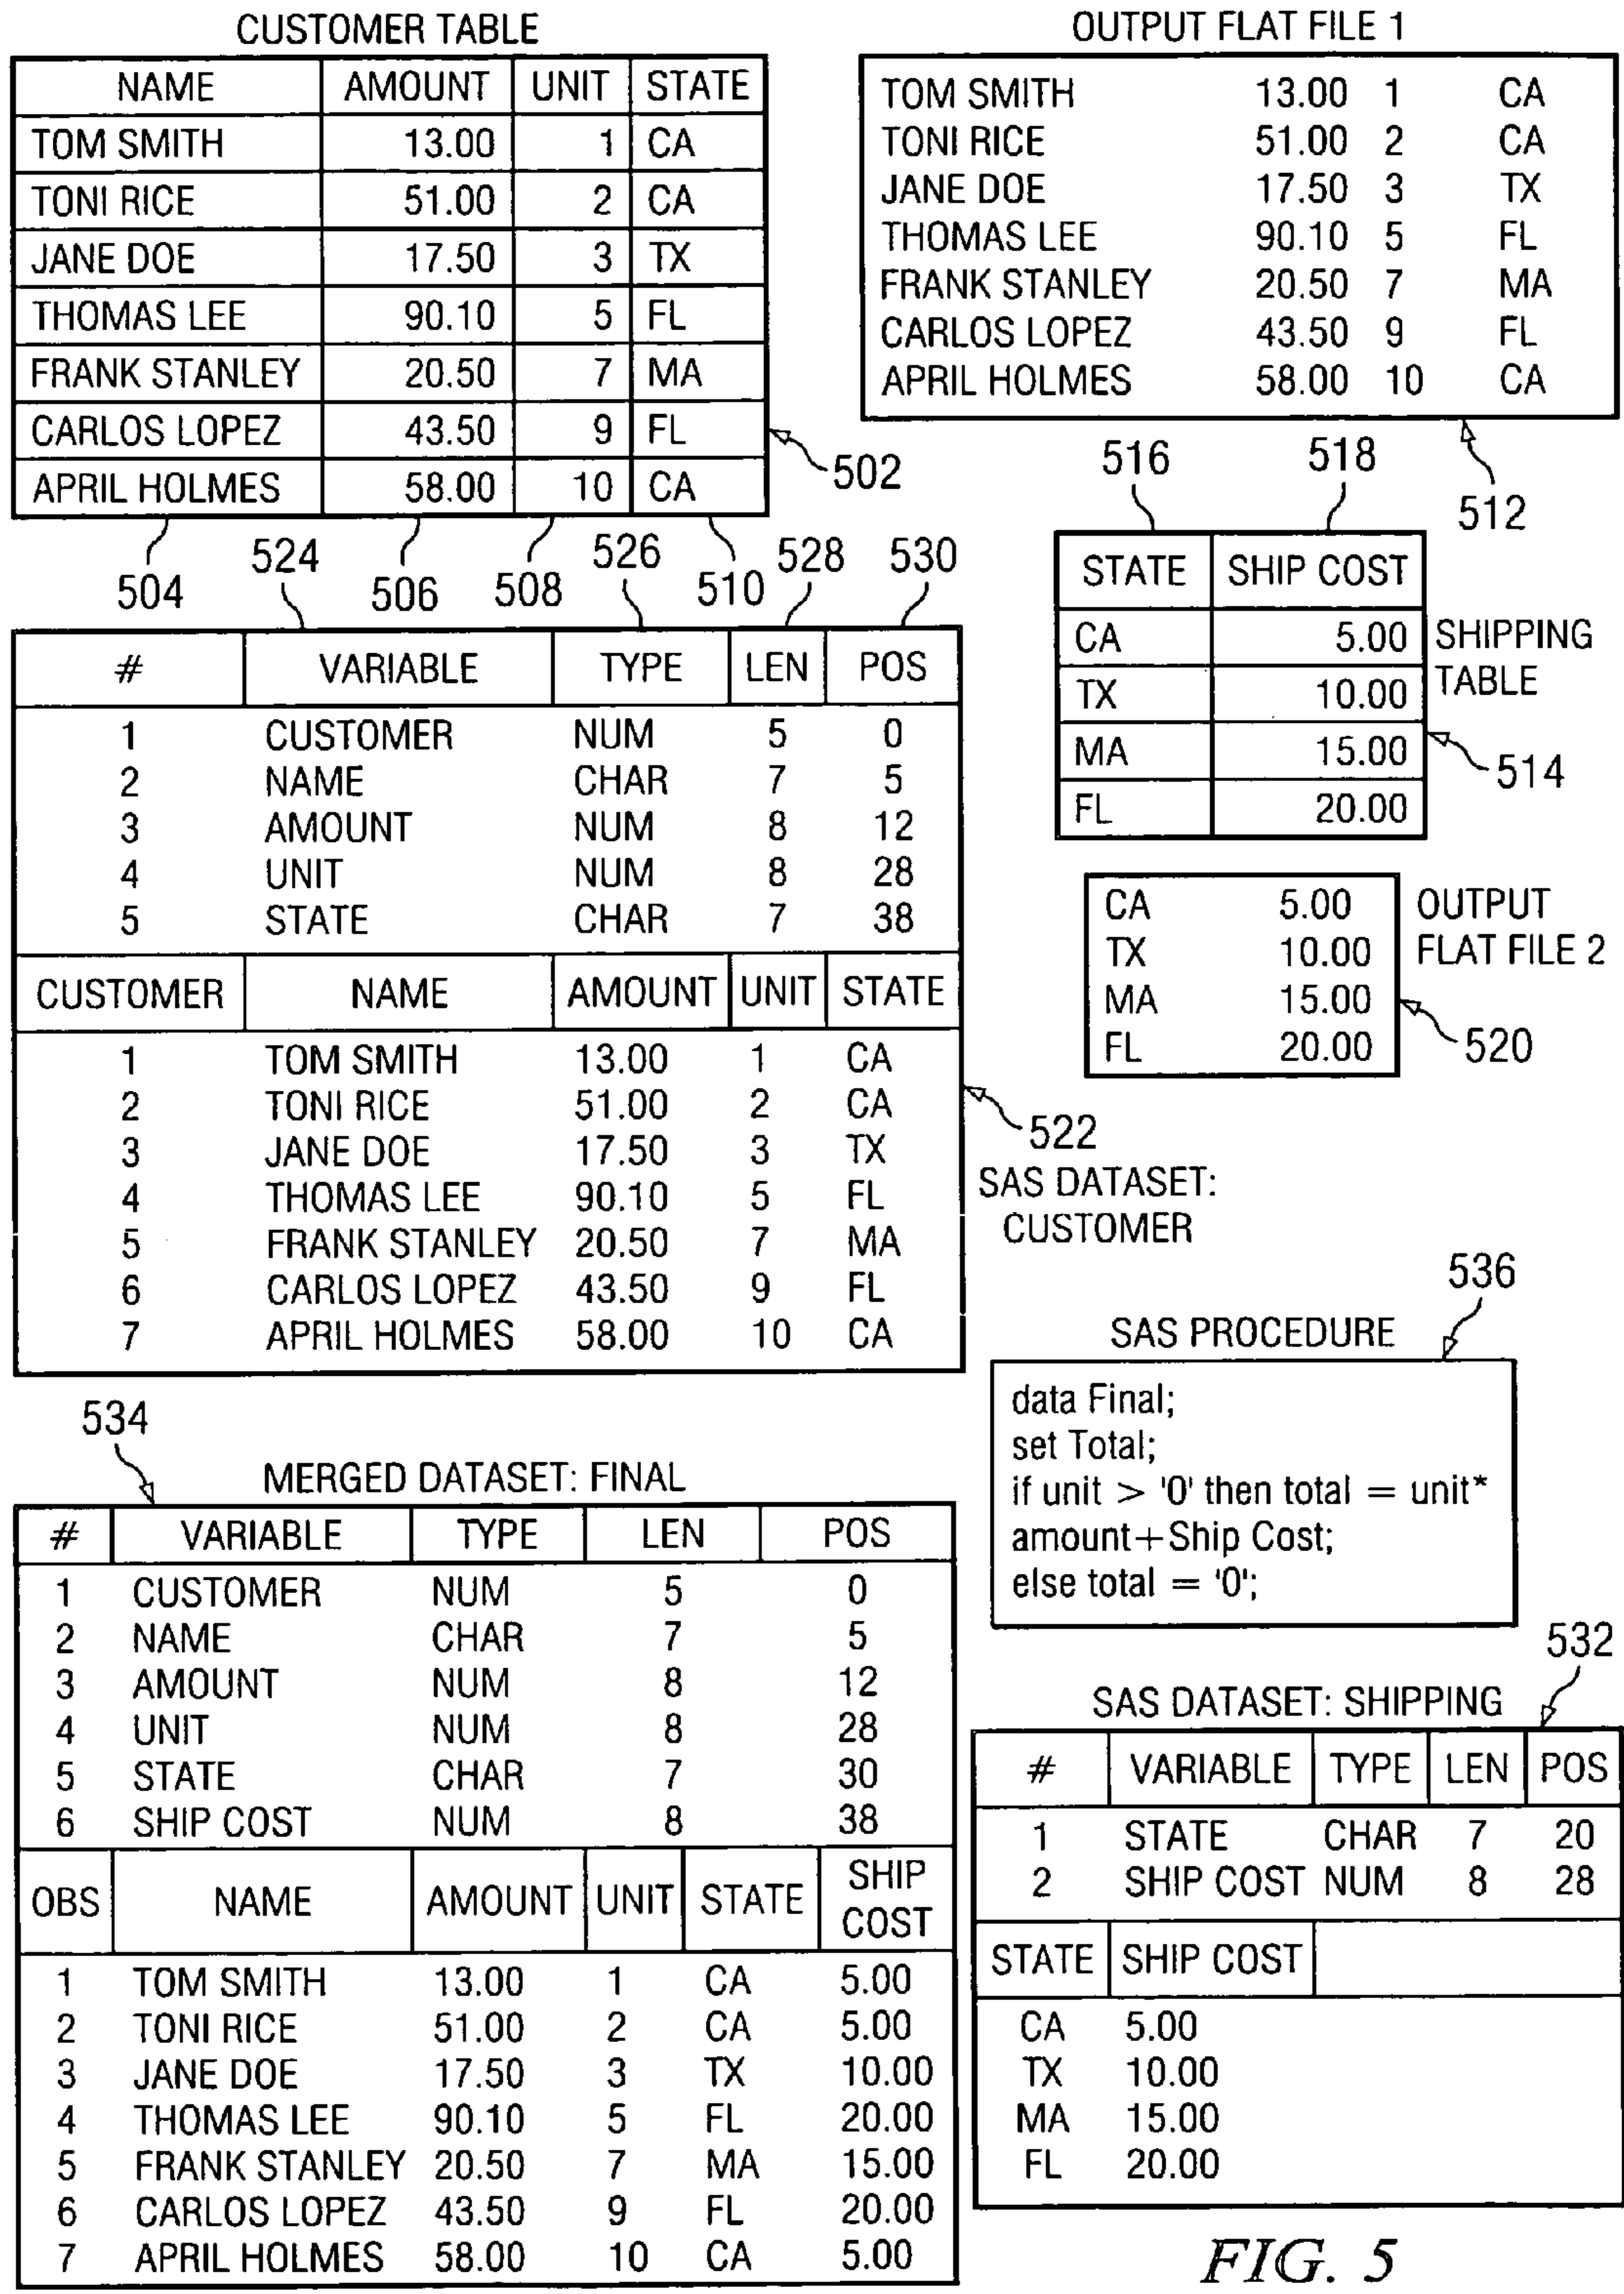 CUSTOMER TABLE
NAME AMOUNT UNIT STATE
TOM SMITH 13.00 1 CA
TONI RICE 51.00 2 CA
JANE DOE 17.50 3 TX
THOMAS LEE 90.10 5 FL
FRANK STANLEY 20.50 7 MA
CARLOS LOPEZ 43.50 9 FL
APRIL HOLMES 58.00 10 CA
502
504 506 508 510
OUTPUT FLAT FILE 1
TOM SMITH 13.00 1 CA
TONI RICE 51.00 2 CA
JANE DOE 17.50 3 TX
THOMAS LEE 90.10 5 FL
FRANK STANLEY 20.50 7 MA
CARLOS LOPEZ 43.50 9 FL
APRIL HOLMES 58.00 10 CA
512
516 518
STATE SHIP COST
CA 5.00
TX 10.00
MA 15.00
FL 20.00
SHIPPING
TABLE
514
CA 5.00
TX 10.00
MA 15.00
FL 20.00
OUTPUT
FLAT FILE 2
520
524 526 528 530
# VARIABLE TYPE LEN POS
1 CUSTOMER NUM 5 0
2 NAME CHAR 7 5
3 AMOUNT NUM 8 12
4 UNIT NUM 8 28
5 STATE CHAR 7 38
CUSTOMER NAME AMOUNT UNIT STATE
1 TOM SMITH 13.00 1 CA
2 TONI RICE 51.00 2 CA
3 JANE DOE 17.50 3 TX
4 THOMAS LEE 90.10 5 FL
5 FRANK STANLEY 20.50 7 MA
6 CARLOS LOPEZ 43.50 9 FL
7 APRIL HOLMES 58.00 10 CA
522
SAS DATASET:
CUSTOMER
536
SAS PROCEDURE
data Final;
set Total;
if unit > '0' then total = unit*
amount+Ship Cost;
else total = '0';
534
MERGED DATASET: FINAL
# VARIABLE TYPE LEN POS
1 CUSTOMER NUM 5 0
2 NAME CHAR 7 5
3 AMOUNT NUM 8 12
4 UNIT NUM 8 28
5 STATE CHAR 7 30
6 SHIP COST NUM 8 38
OBS NAME AMOUNT UNIT STATE SHIP
COST
1 TOM SMITH 13.00 1 CA 5.00
2 TONI RICE 51.00 2 CA 5.00
3 JANE DOE 17.50 3 TX 10.00
4 THOMAS LEE 90.10 5 FL 20.00
5 FRANK STANLEY 20.50 7 MA 15.00
6 CARLOS LOPEZ 43.50 9 FL 20.00
7 APRIL HOLMES 58.00 10 CA 5.00
532
SAS DATASET: SHIPPING
# VARIABLE TYPE LEN POS
1 STATE CHAR 7 20
2 SHIP COST NUM 8 28
STATE SHIP COST
CA 5.00
TX 10.00
MA 15.00
FL 20.00
FIG. 5